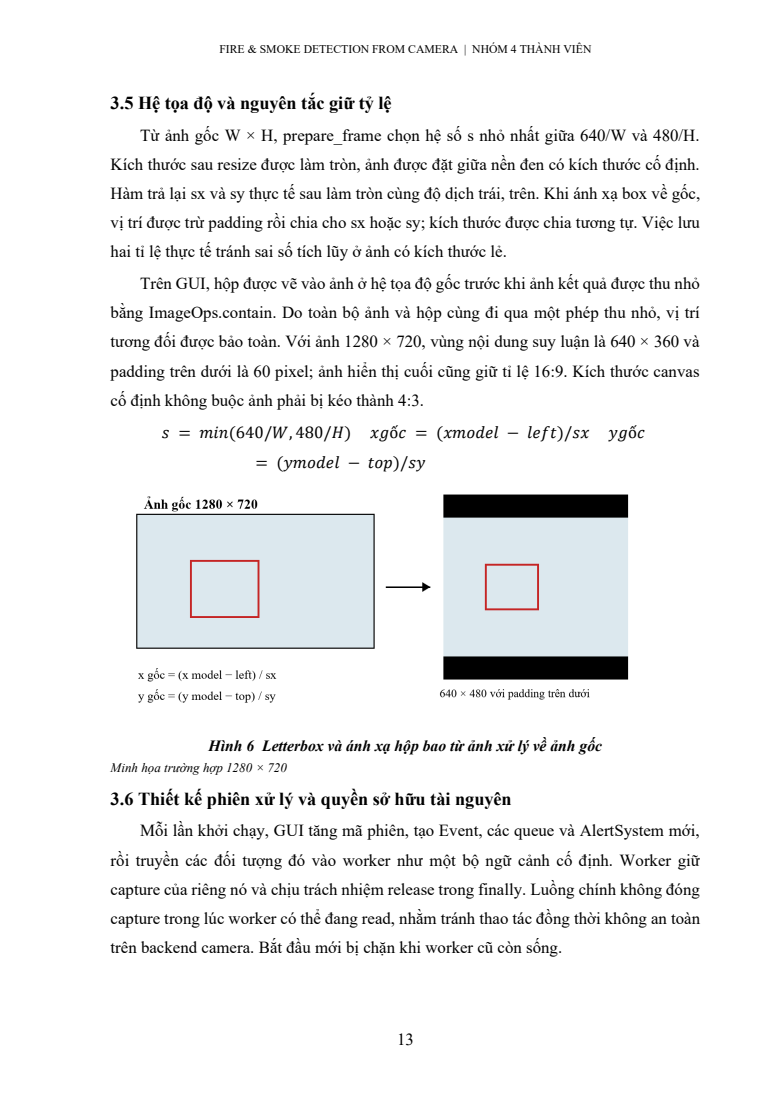 FIRE & SMOKE DETECTION FROM CAMERA | NHÓM 4 THÀNH VIÊN
3.5 Hệ tọa độ và nguyên tắc giữ tỷ lệ
Từ ảnh gốc W × H, prepare_frame chọn hệ số s nhỏ nhất giữa 640/W và 480/H.
Kích thước sau resize được làm tròn, ảnh được đặt giữa nền đen có kích thước cố định.
Hàm trả lại sx và sy thực tế sau làm tròn cùng độ dịch trái, trên. Khi ánh xạ box về gốc,
vị trí được trừ padding rồi chia cho sx hoặc sy; kích thước được chia tương tự. Việc lưu
hai tỉ lệ thực tế tránh sai số tích lũy ở ảnh có kích thước lẻ.
Trên GUI, hộp được vẽ vào ảnh ở hệ tọa độ gốc trước khi ảnh kết quả được thu nhỏ
bằng ImageOps.contain. Do toàn bộ ảnh và hộp cùng đi qua một phép thu nhỏ, vị trí
tương đối được bảo toàn. Với ảnh 1280 × 720, vùng nội dung suy luận là 640 × 360 và
padding trên dưới là 60 pixel; ảnh hiển thị cuối cũng giữ tỉ lệ 16:9. Kích thước canvas
cố định không buộc ảnh phải bị kéo thành 4:3.
s = min(640/W, 480/H) xgốc = (xmodel − left)/sx ygốc
= (ymodel − top)/sy
Ảnh gốc 1280 × 720
x gốc = (x model − left) / sx
y gốc = (y model − top) / sy
640 × 480 với padding trên dưới
Hình 6 Letterbox và ánh xạ hộp bao từ ảnh xử lý về ảnh gốc
Minh họa trường hợp 1280 × 720
3.6 Thiết kế phiên xử lý và quyền sở hữu tài nguyên
Mỗi lần khởi chạy, GUI tăng mã phiên, tạo Event, các queue và AlertSystem mới,
rồi truyền các đối tượng đó vào worker như một bộ ngữ cảnh cố định. Worker giữ
capture của riêng nó và chịu trách nhiệm release trong finally. Luồng chính không đóng
capture trong lúc worker có thể đang read, nhằm tránh thao tác đồng thời không an toàn
trên backend camera. Bắt đầu mới bị chặn khi worker cũ còn sống.
13